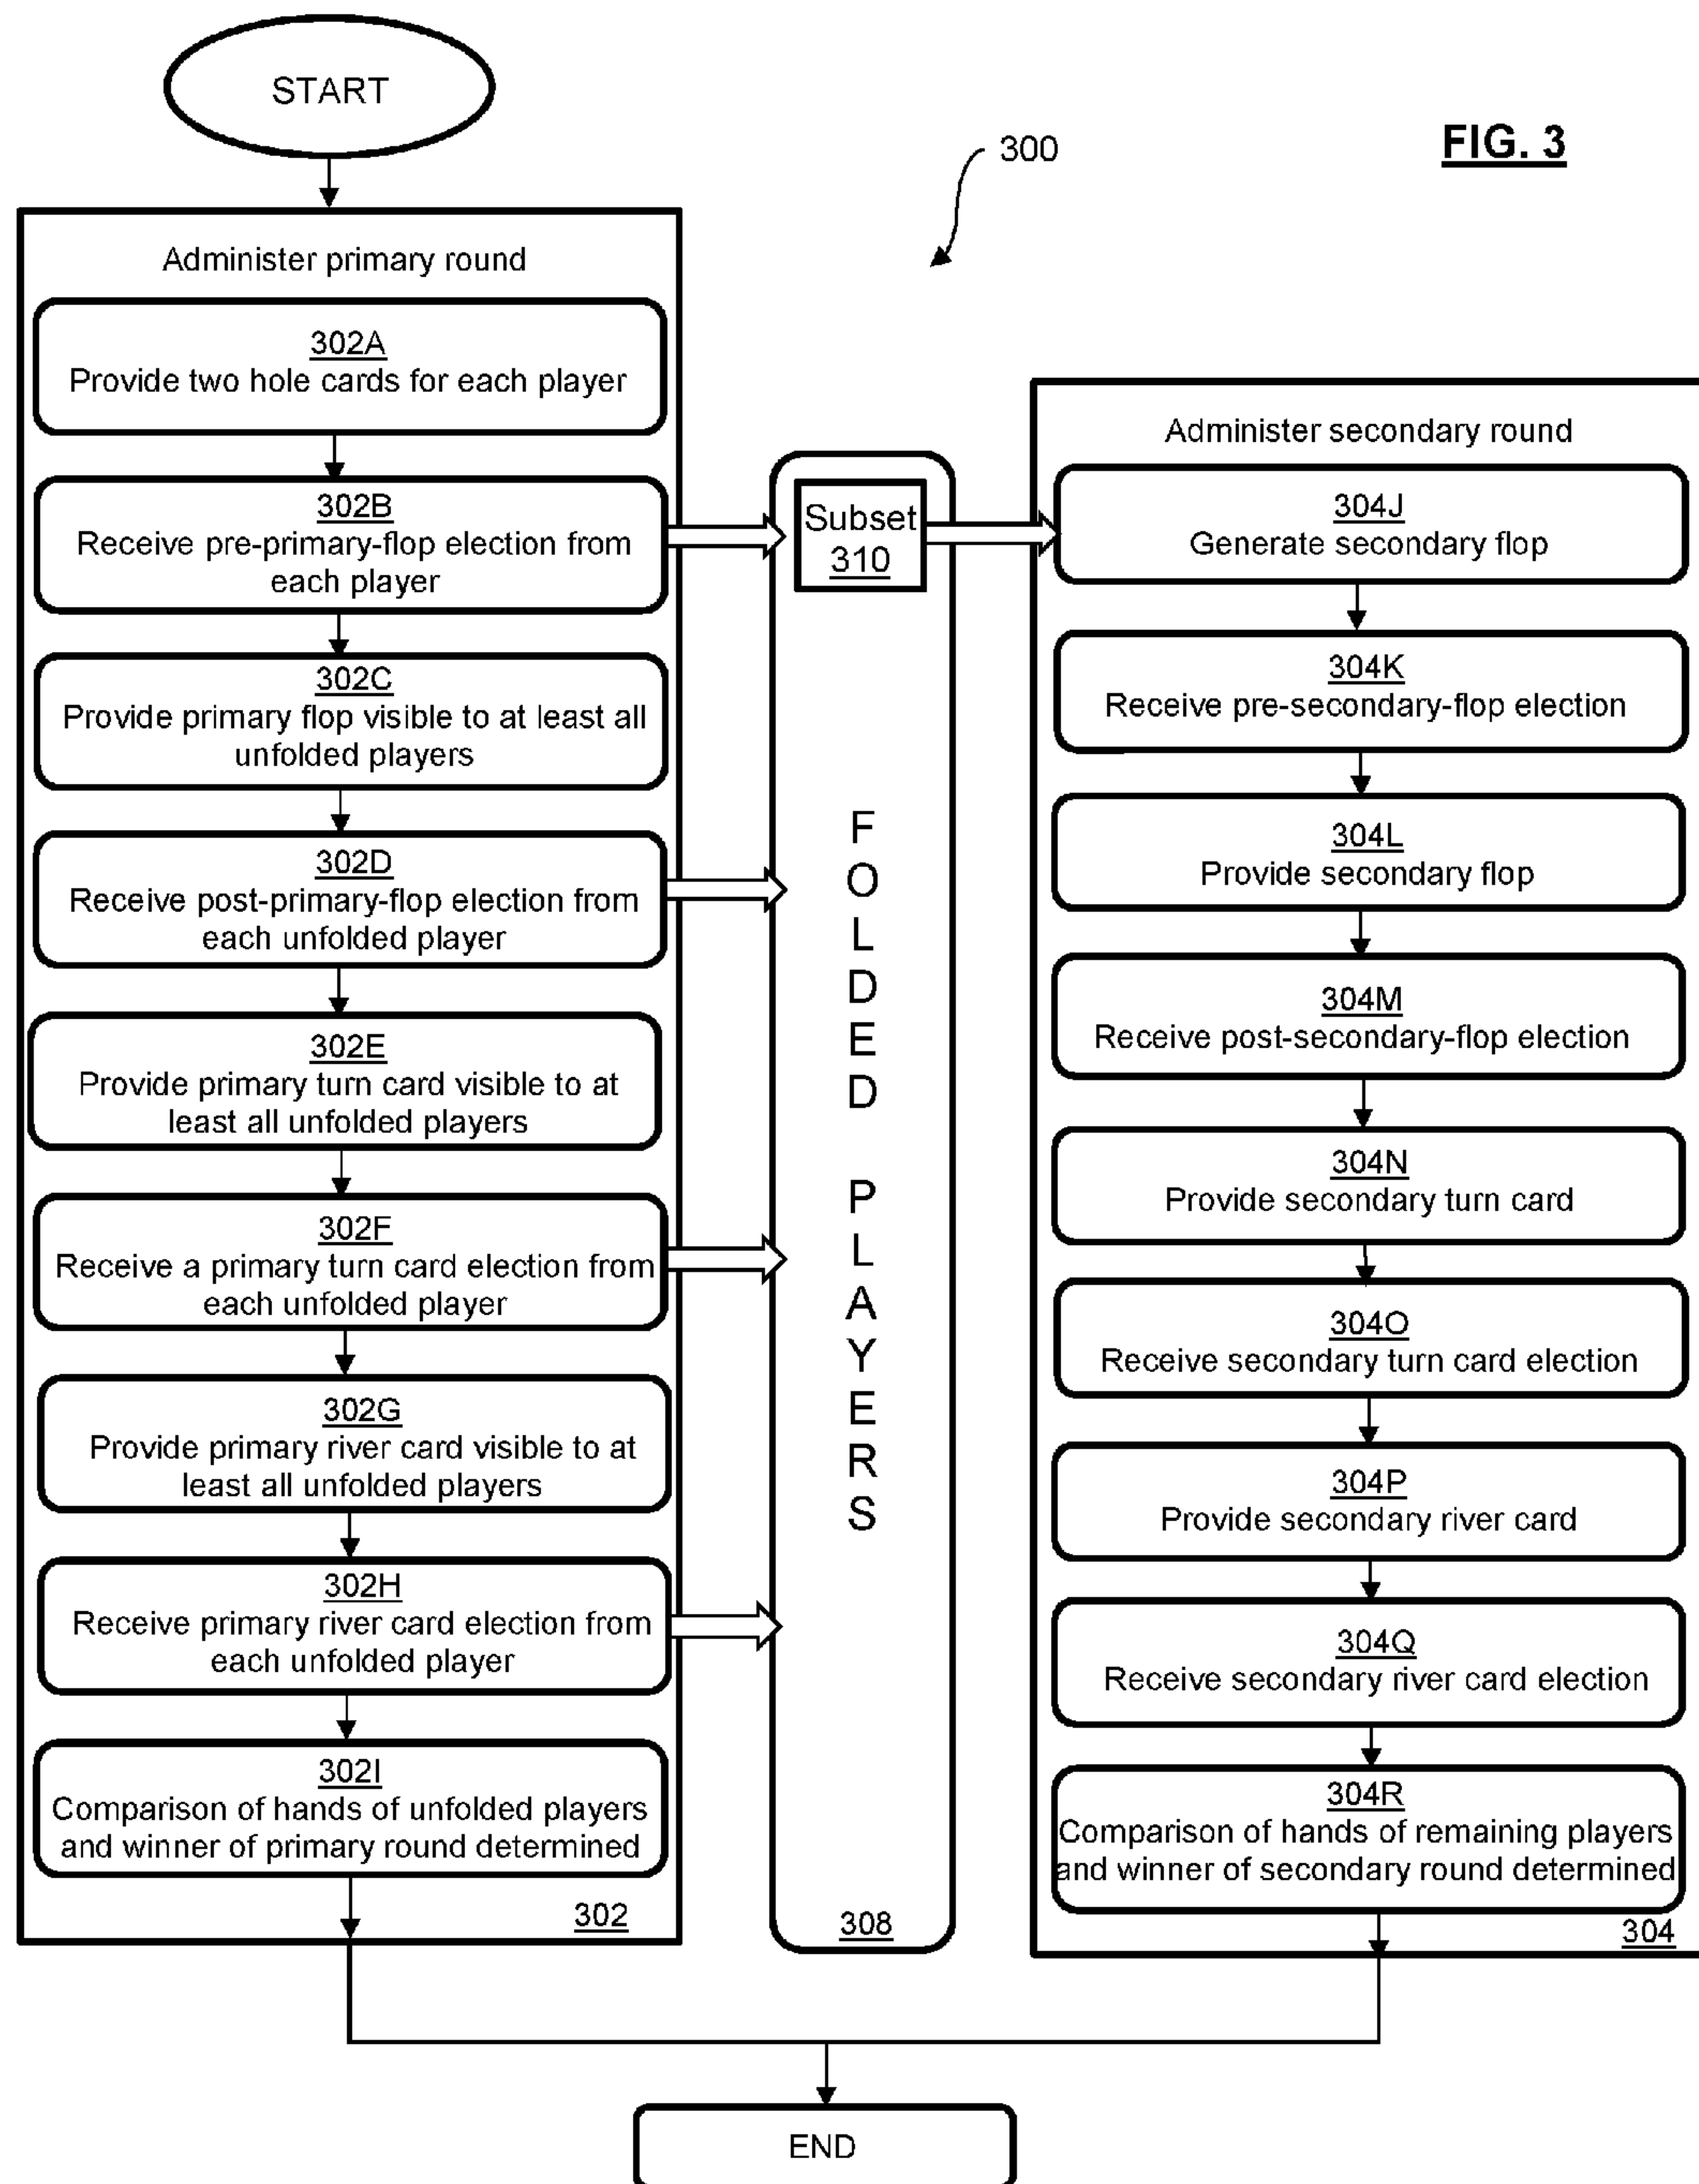 START
300
FIG. 3
Administer primary round
302A
Provide two hole cards for each player
302B
Receive pre-primary-flop election from
each player
302C
Provide primary flop visible to at least all
unfolded players
302D
Receive post-primary-flop election from
each unfolded player
302E
Provide primary turn card visible to at
least all unfolded players
302F
Receive a primary turn card election from
each unfolded player
302G
Provide primary river card visible to at
least all unfolded players
302H
Receive primary river card election from
each unfolded player
302I
Comparison of hands of unfolded players
and winner of primary round determined
302
Subset
310
FOLDED PLAYERS
308
Administer secondary round
304J
Generate secondary flop
304K
Receive pre-secondary-flop election
304L
Provide secondary flop
304M
Receive post-secondary-flop election
304N
Provide secondary turn card
304O
Receive secondary turn card election
304P
Provide secondary river card
304Q
Receive secondary river card election
304R
Comparison of hands of remaining players
and winner of secondary round determined
304
END